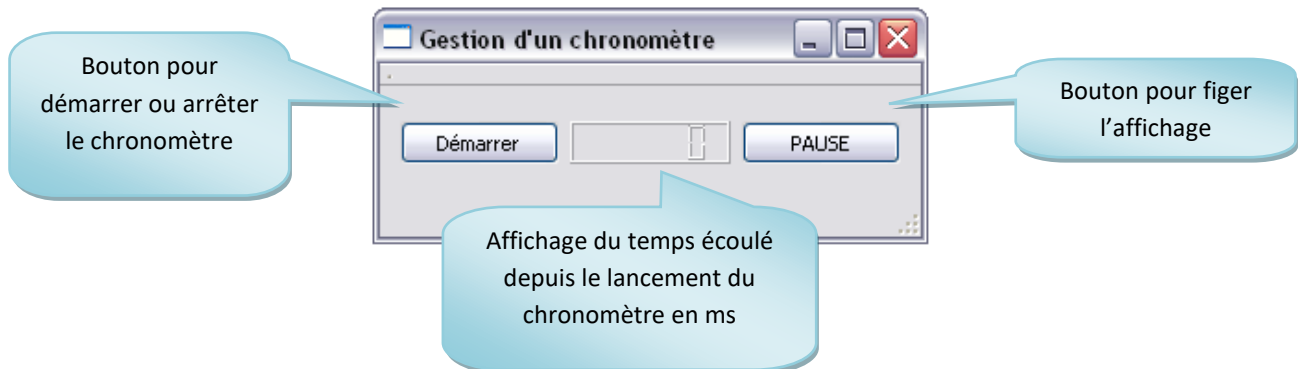 Gestion d'un chronomètre
Bouton pour
démarrer ou arrêter
le chronomètre
Bouton pour figer
l'affichage
Démarrer
0
PAUSE
Affichage du temps écoulé
depuis le lancement du
chronomètre en ms